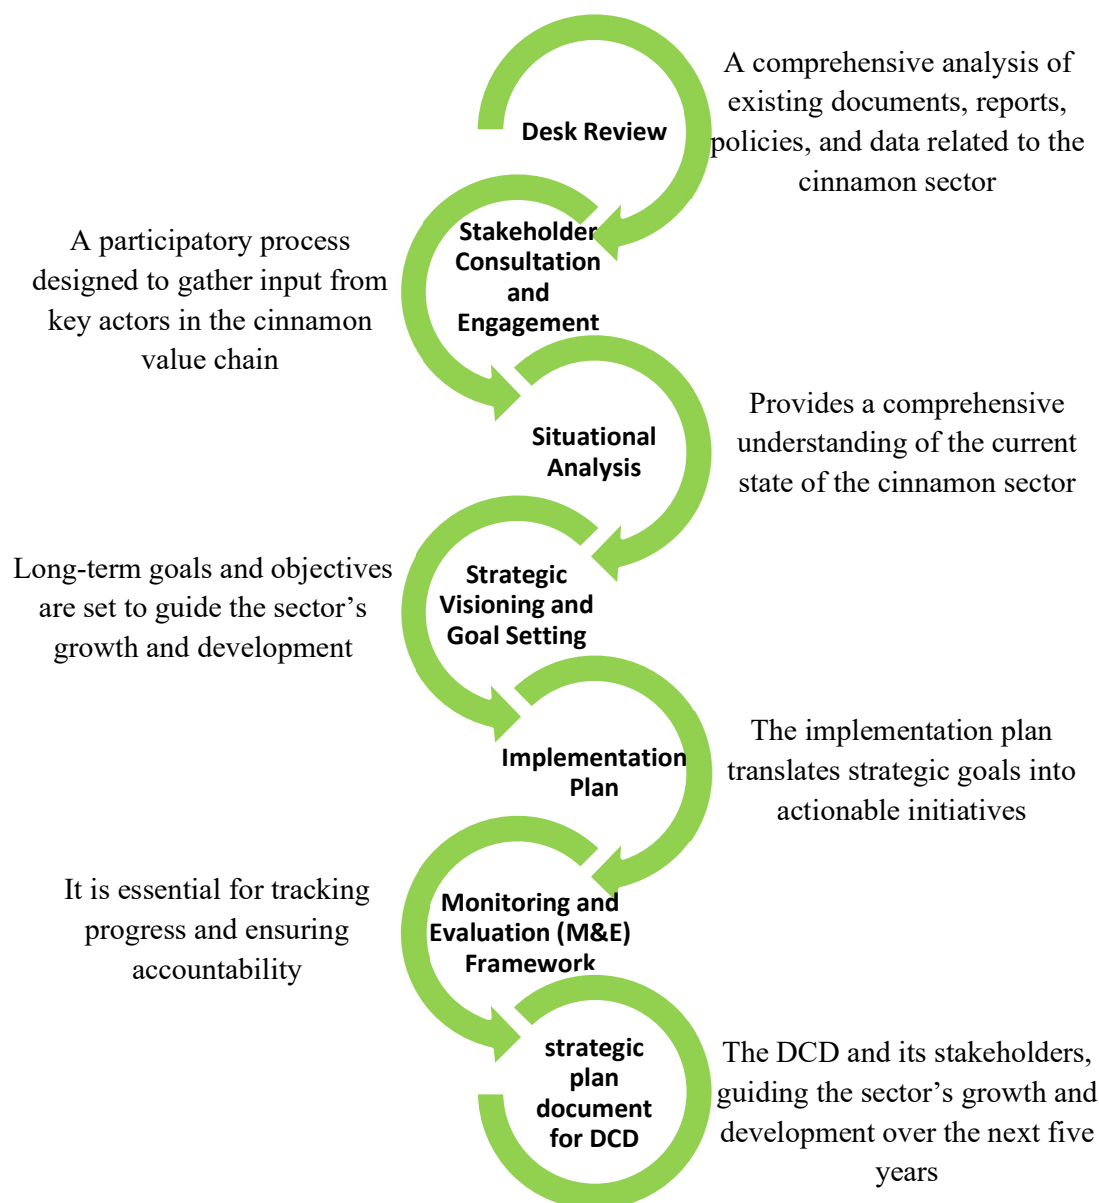 Desk Review
A comprehensive analysis of
existing documents, reports,
policies, and data related to the
cinnamon sector
Stakeholder
Consultation
and
Engagement
A participatory process
designed to gather input from
key actors in the cinnamon
value chain
Situational
Analysis
Provides a comprehensive
understanding of the current
state of the cinnamon sector
Strategic
Visioning and
Goal Setting
Long-term goals and objectives
are set to guide the sector’s
growth and development
Implementation
Plan
The implementation plan
translates strategic goals into
actionable initiatives
Monitoring and
Evaluation (M&E)
Framework
It is essential for tracking
progress and ensuring
accountability
strategic
plan
document
for DCD
The DCD and its stakeholders,
guiding the sector’s growth and
development over the next five
years